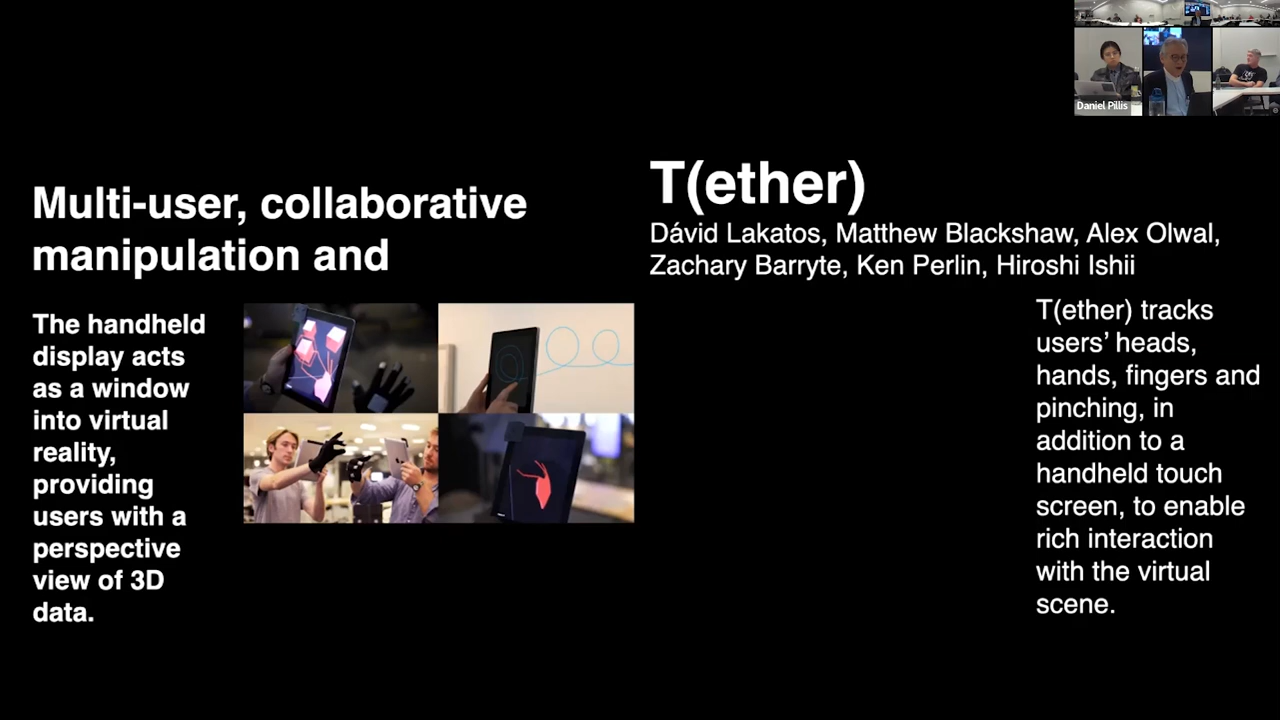 Daniel Pillis
Multi-user, collaborative
manipulation and
T(ether)
Dávid Lakatos, Matthew Blackshaw, Alex Olwal,
Zachary Barryte, Ken Perlin, Hiroshi Ishii
The handheld
display acts
as a window
into virtual
reality,
providing
users with a
perspective
view of 3D
data.
T(ether) tracks
users’ heads,
hands, fingers and
pinching, in
addition to a
handheld touch
screen, to enable
rich interaction
with the virtual
scene.